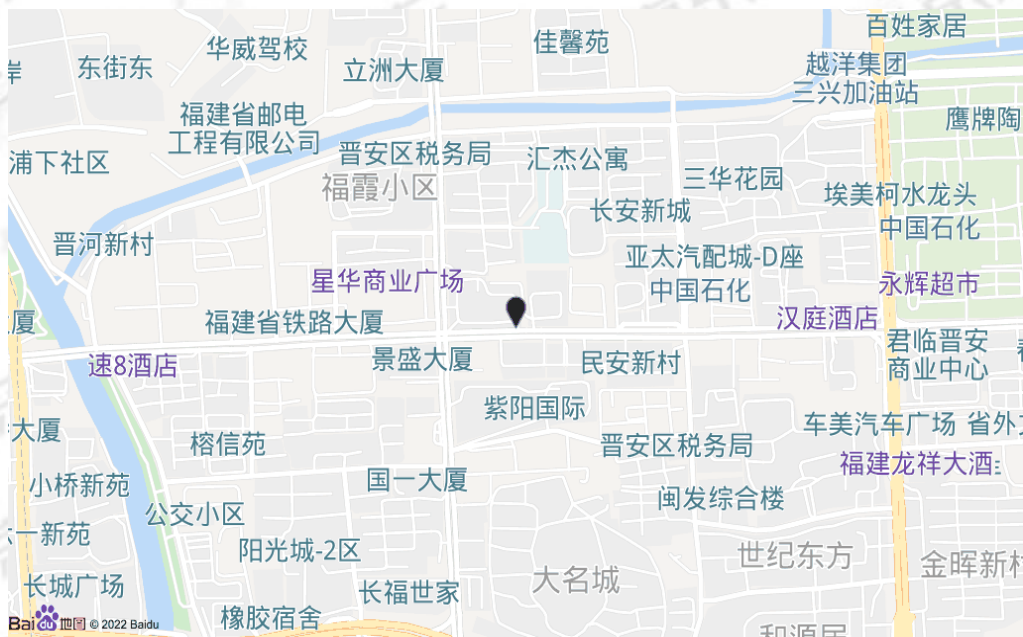 百姓家居
佳馨苑
华威驾校
越洋集团
三兴加油站
东街东
立洲大厦
岸
福建省邮电
工程有限公司
鹰牌陶
浦下社区
晋安区税务局
汇杰公寓
福霞小区
三华花园
埃美柯水龙头
长安新城
中国石化
晋河新村
亚太汽配城-D座
星华商业广场
中国石化
永辉超市
厦
福建省铁路大厦
汉庭酒店
君临晋安
商业中心
速8酒店
景盛大厦
民安新村
紫阳国际
大厦
榕信苑
晋安区税务局
车美汽车广场
省外
福建龙祥大酒
国一大厦
小桥新苑
闽发综合楼
公交小区
一新苑
阳光城-2区
世纪东方
金晖新村
长城广场
长福世家
大名城
橡胶宿舍
和源居
Bai du 地图 © 2022 Baidu